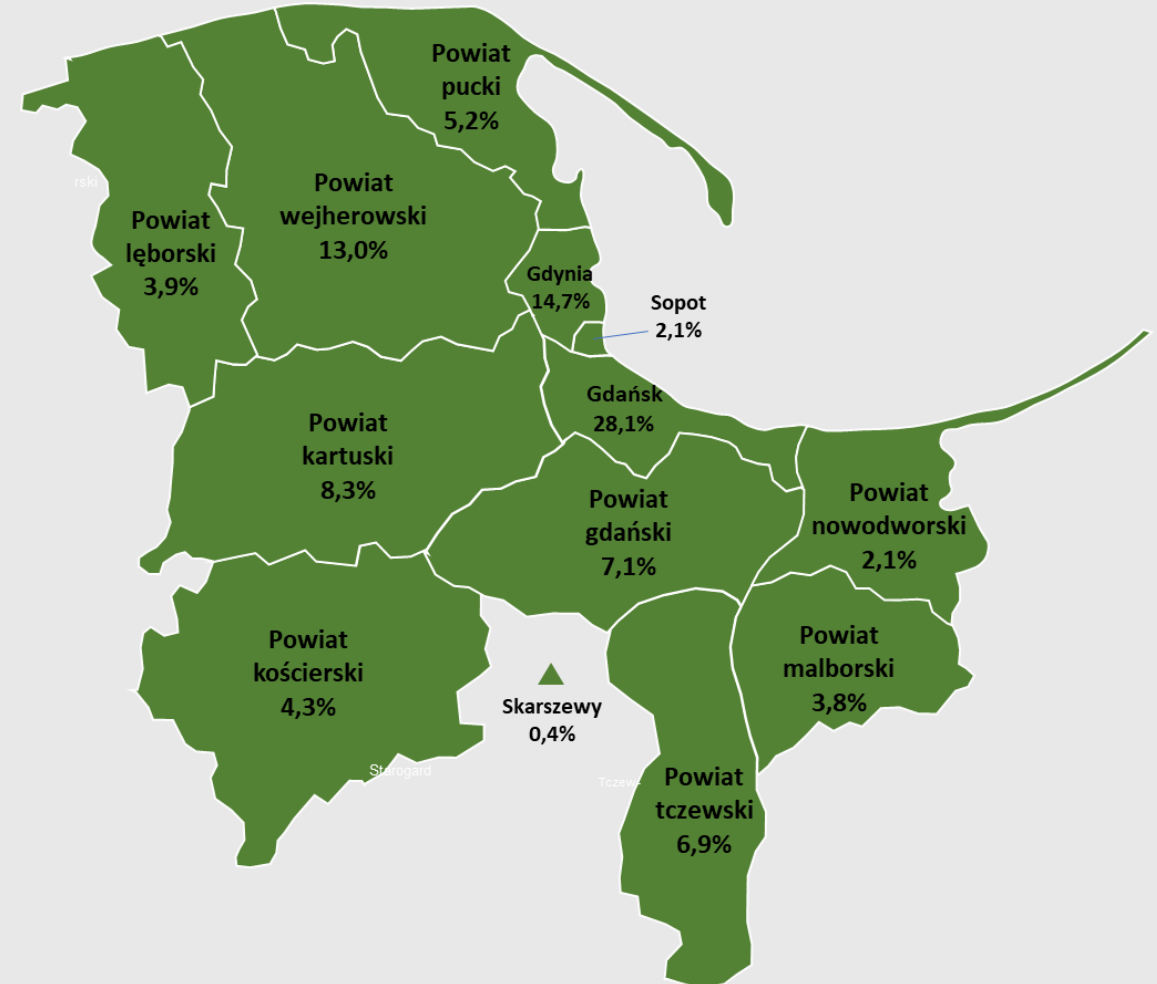 Powiat
pucki
5,2%
rski
Powiat
wejherowski
13,0%
Powiat
lęborski
3,9%
Gdynia
14,7%
Sopot
2,1%
Gdańsk
28,1%
Powiat
kartuski
8,3%
Powiat
gdański
7,1%
Powiat
nowodworski
2,1%
Powiat
kościerski
4,3%
Powiat
malborski
3,8%
Skarszewy
0,4%
Starogard
Tczew
Powiat
tczewski
6,9%